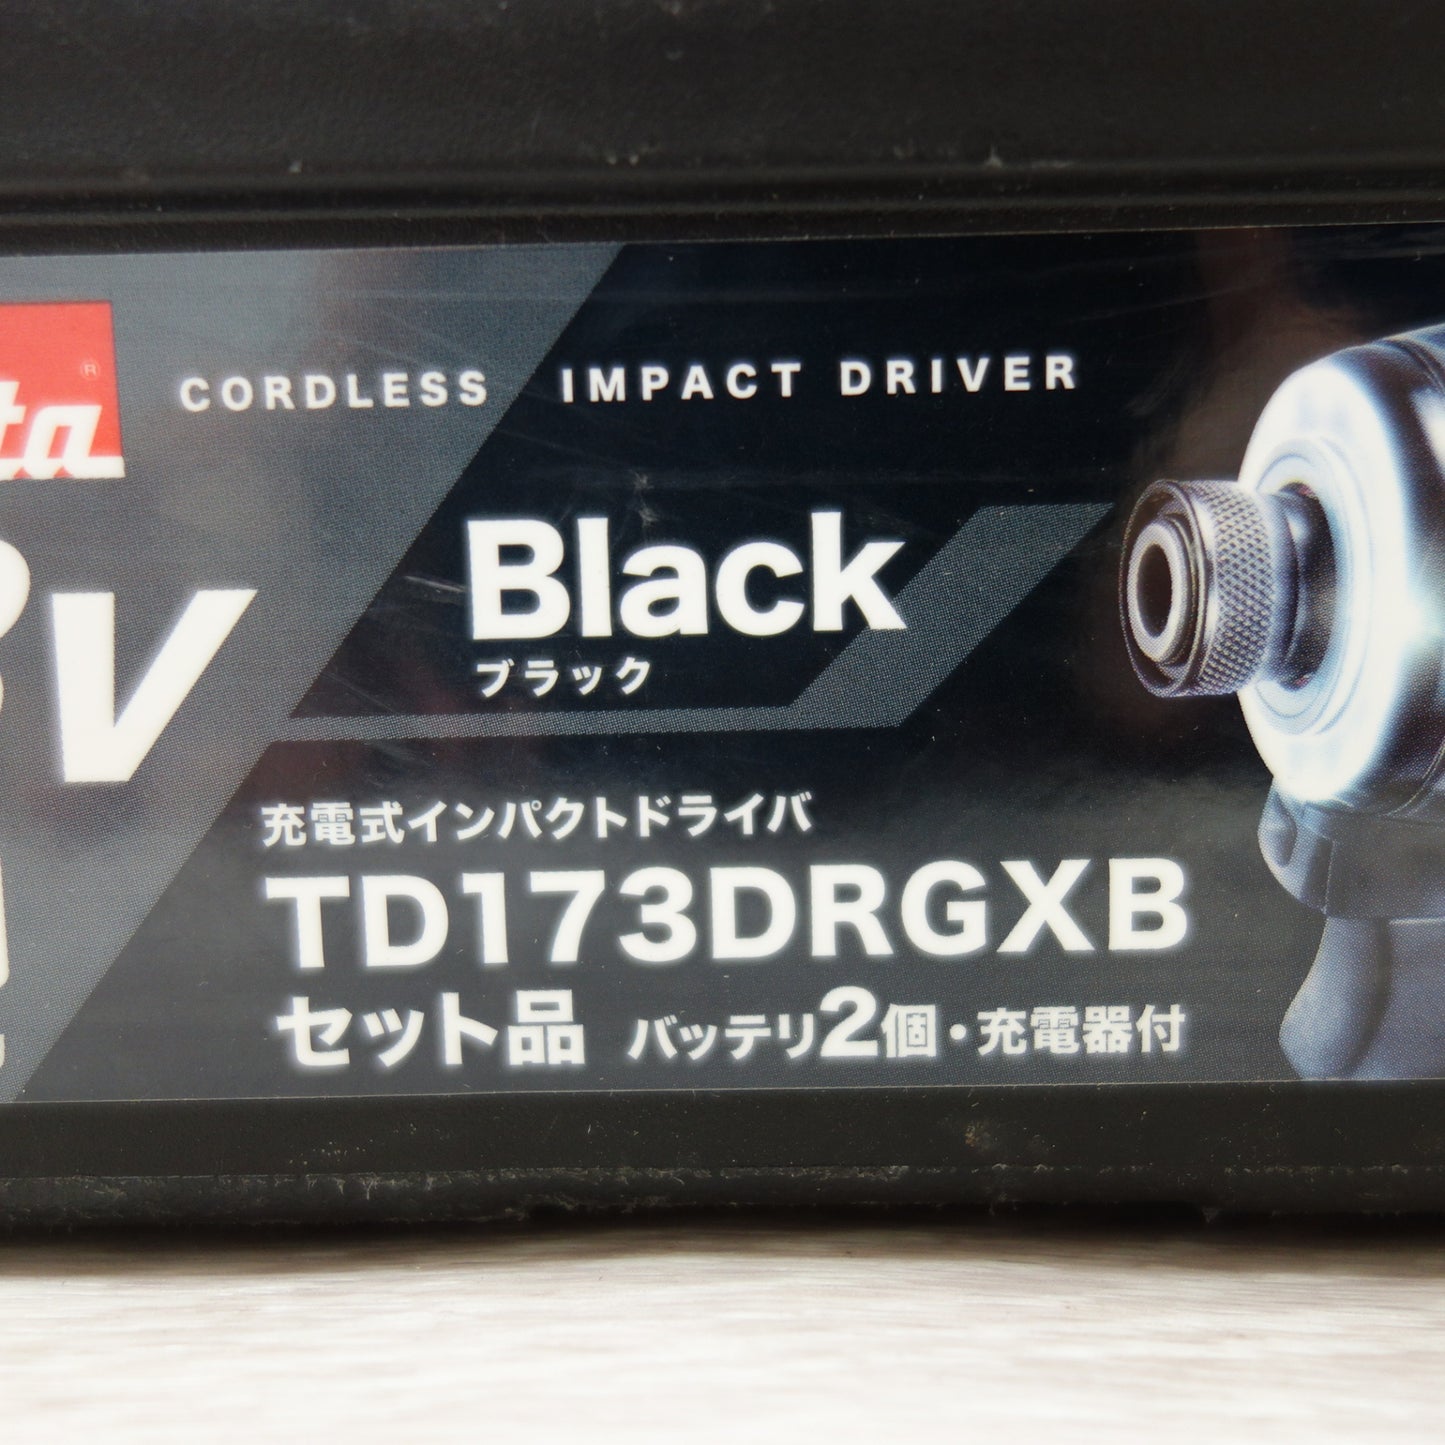 CORDLESS IMPACT DRIVER
Black
ブラック
V
充電式インパクトドライバ
TD173DRGXB
セット品 バッテリ2個・充電器付